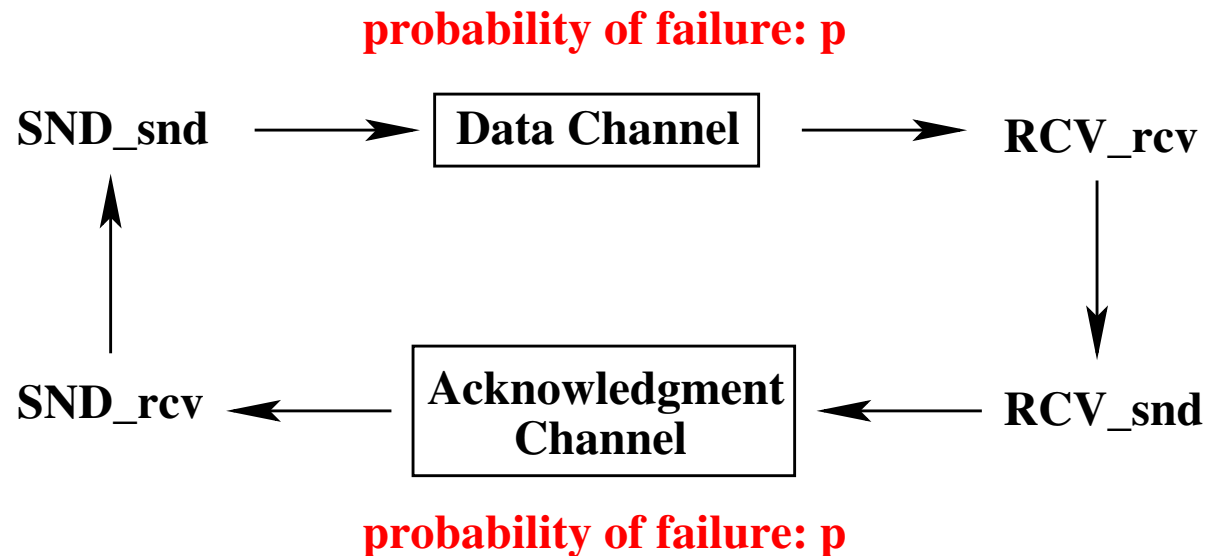 probability of failure: p
SND_snd
Data Channel
RCV_rcv
SND_rcv
Acknowledgment
Channel
RCV_snd
probability of failure: p